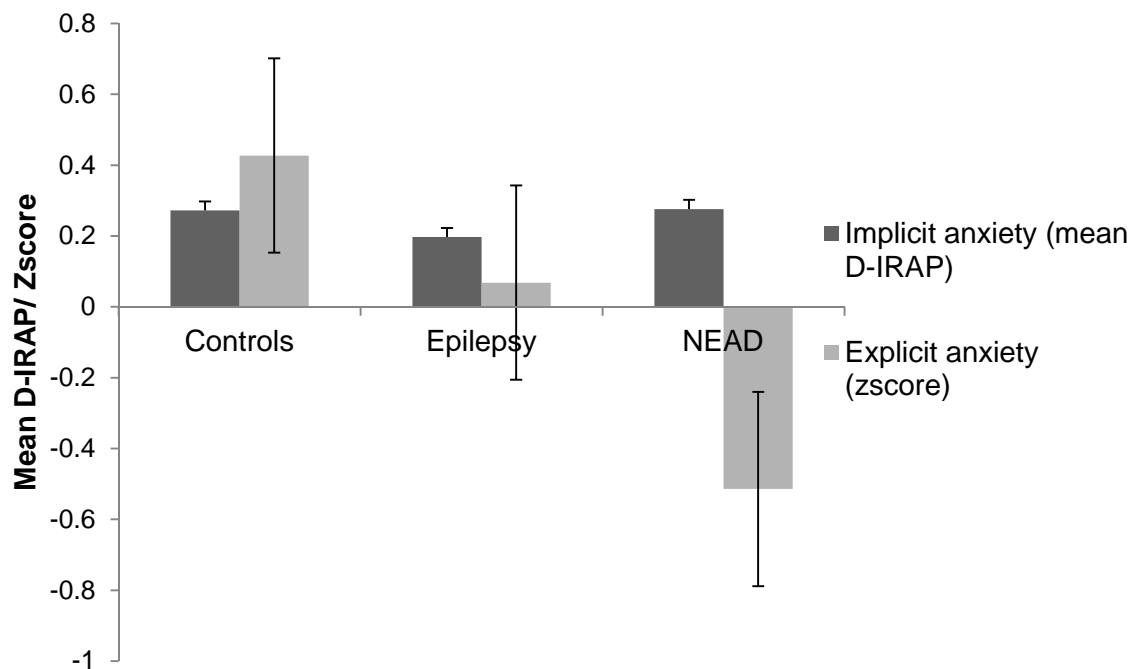 0.8
0.6
0.4
0.2
0
-0.2
-0.4
-0.6
-0.8
-1
Mean D-IRAP/ Zscore
Controls
Epilepsy
NEAD
Implicit anxiety (mean
D-IRAP)
Explicit anxiety
(zscore)